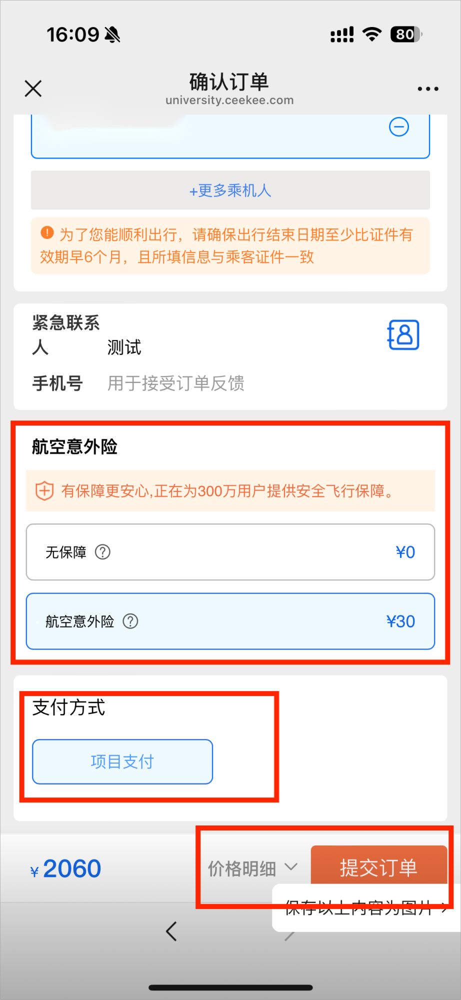 16:09
80
确认订单
university.ceekee.com
+更多乘机人
为了您能顺利出行，请确保出行结束日期至少比证件有
效期早6个月，且所填信息与乘客证件一致
紧急联系
人 测试
手机号 用于接受订单反馈
航空意外险
有保障更安心,正在为300万用户提供安全飞行保障。
无保障 ? ¥0
航空意外险 ? ¥30
支付方式
项目支付
¥ 2060 价格明细 提交订单
保存以上内容为图片